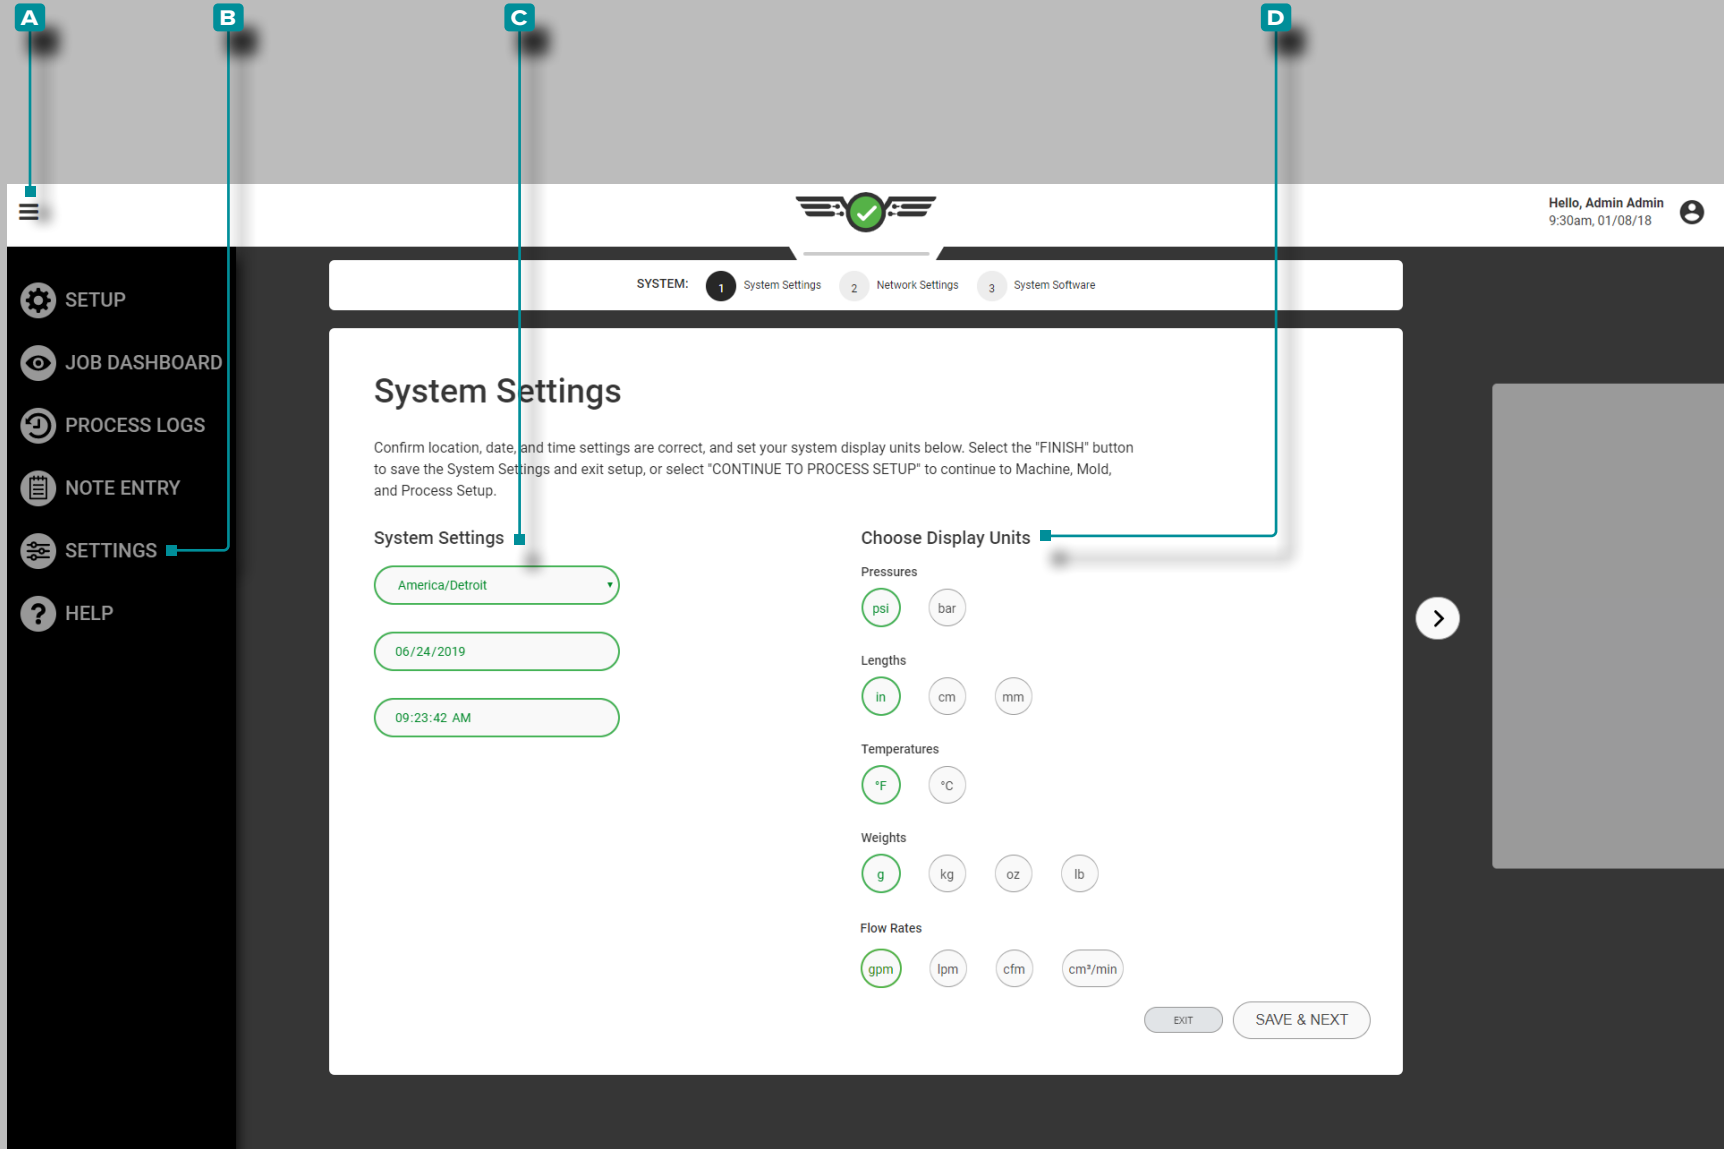 A
B
C
D
Hello, Admin Admin
9:30am, 01/08/18
SETUP
JOB DASHBOARD
PROCESS LOGS
NOTE ENTRY
SETTINGS
HELP
SYSTEM: 1 System Settings 2 Network Settings 3 System Software
System Settings
Confirm location, date, and time settings are correct, and set your system display units below. Select the "FINISH" button
to save the System Settings and exit setup, or select "CONTINUE TO PROCESS SETUP" to continue to Machine, Mold,
and Process Setup.
System Settings
America/Detroit
06/24/2019
09:23:42 AM
Choose Display Units
Pressures
psi bar
Lengths
in cm mm
Temperatures
°F °C
Weights
g kg oz lb
Flow Rates
gpm lpm cfm cm³/min
EXIT SAVE & NEXT